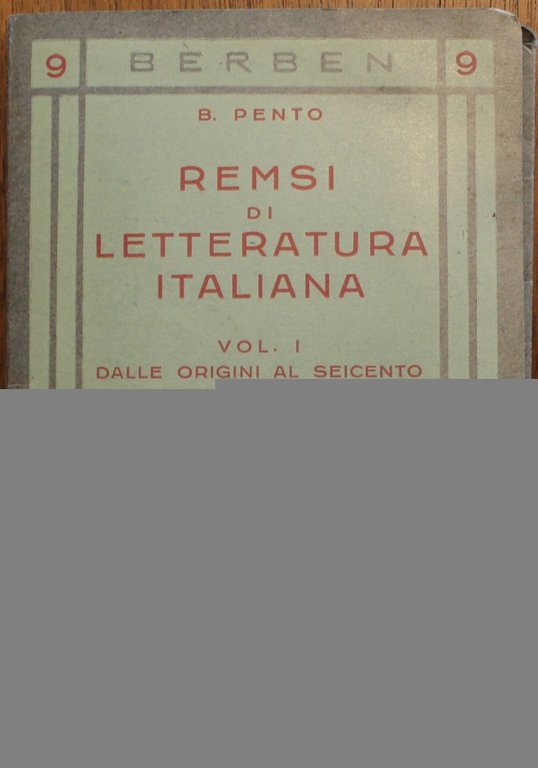 9 BERBEN 9
B. PENTO
REMSI
DI
LETTERATURA
ITALIANA
VOL. I
DALLE ORIGINI AL SEICENTO